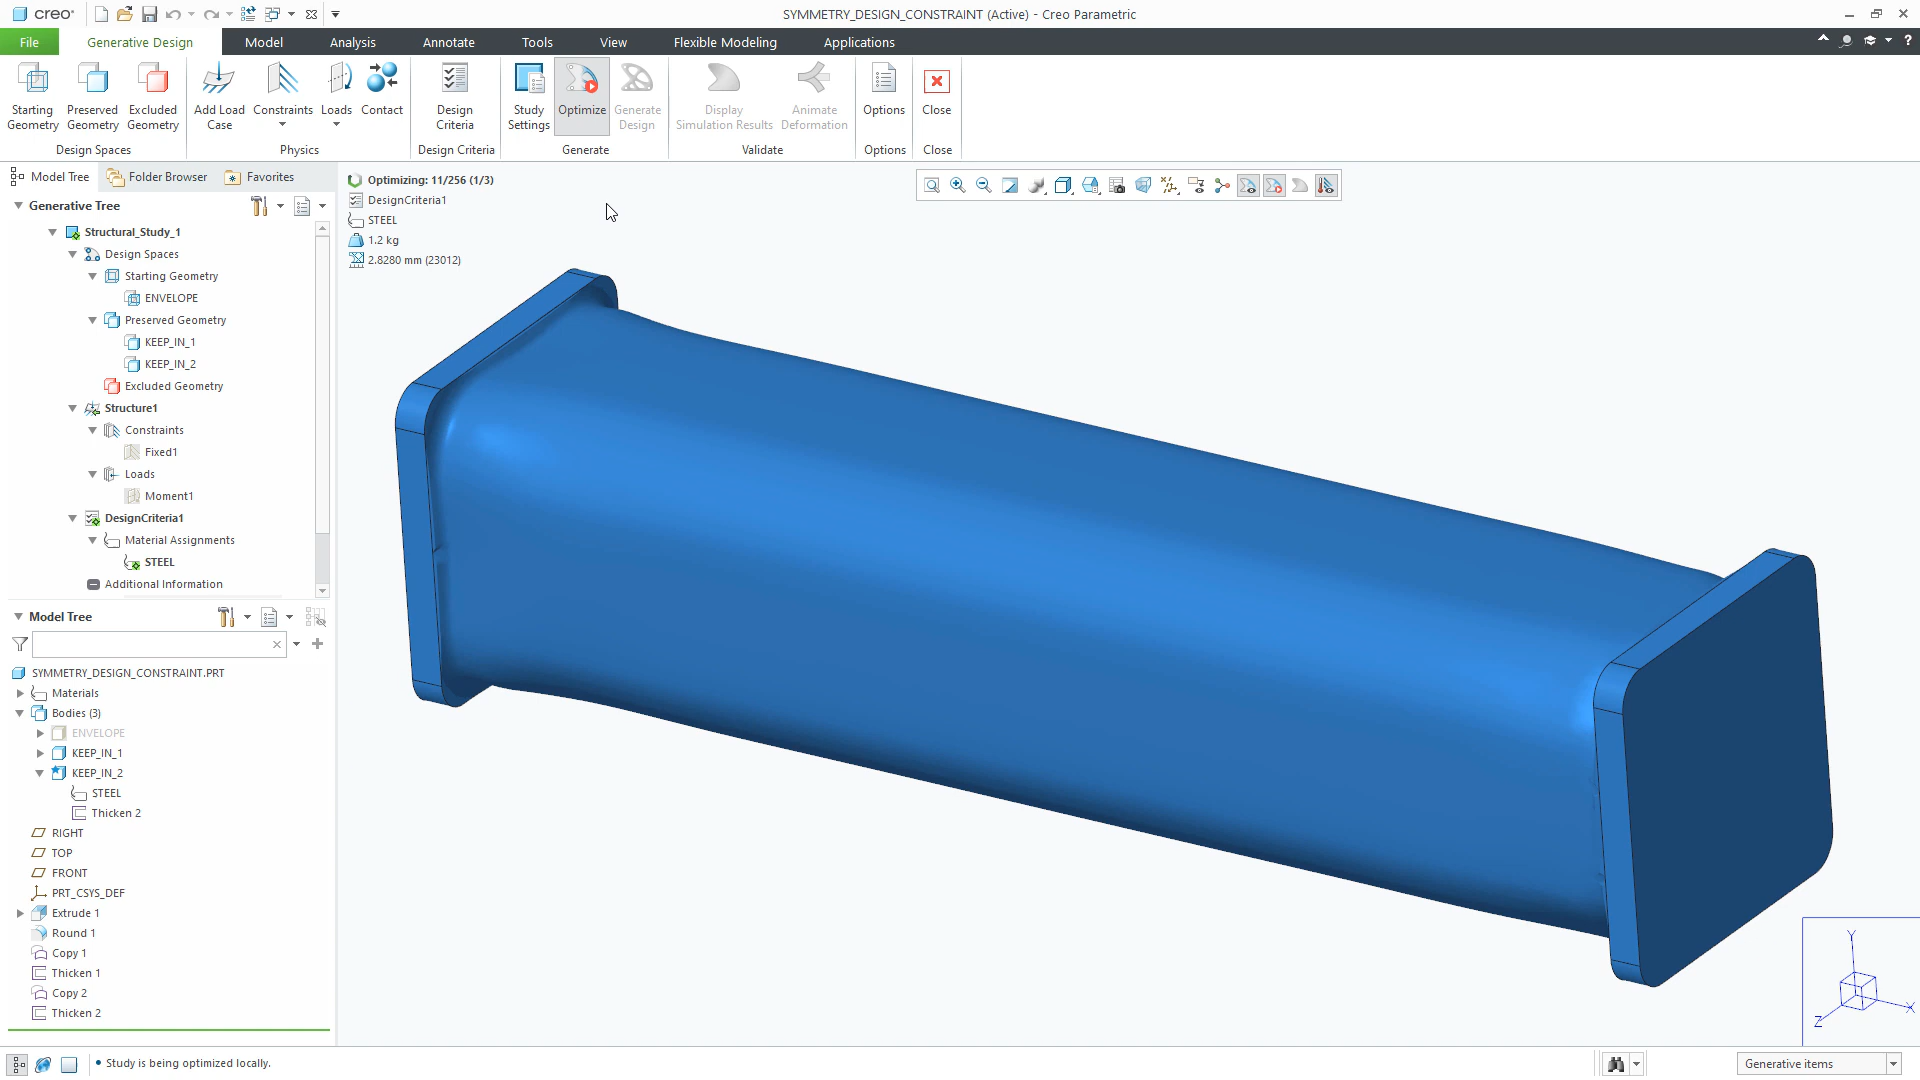 creo
SYMMETRY_DESIGN_CONSTRAINT (Active) - Creo Parametric
File
Generative Design
Model
Analysis
Annotate
Tools
View
Flexible Modeling
Applications
Starting Geometry
Preserved Geometry
Excluded Geometry
Add Load Case
Constraints
Loads
Contact
Design Criteria
Study Settings
Optimize
Generate Design
Display Simulation Results
Animate Deformation
Options
Close
Design Spaces
Physics
Design Criteria
Generate
Validate
Options
Close
Model Tree
Folder Browser
Favorites
Generative Tree
Structural_Study_1
Design Spaces
Starting Geometry
ENVELOPE
Preserved Geometry
KEEP_IN_1
KEEP_IN_2
Excluded Geometry
Structure1
Constraints
Fixed1
Loads
Moment1
DesignCriteria1
Material Assignments
STEEL
Additional Information
Model Tree
SYMMETRY_DESIGN_CONSTRAINT.PRT
Materials
Bodies (3)
ENVELOPE
KEEP_IN_1
KEEP_IN_2
STEEL
Thicken 2
RIGHT
TOP
FRONT
PRT_CSYS_DEF
Extrude 1
Round 1
Copy 1
Thicken 1
Copy 2
Thicken 2
Optimizing: 11/256 (1/3)
DesignCriteria1
STEEL
1.2 kg
2.8280 mm (23012)
Y
X
Z
Study is being optimized locally.
Generative items